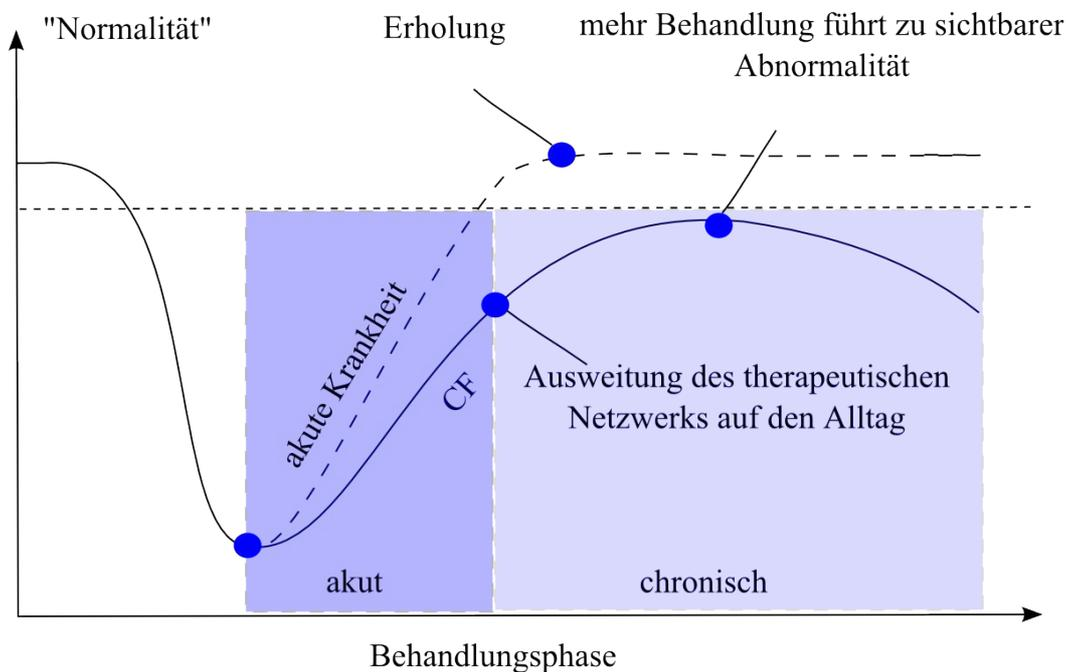 "Normalität"
Erholung
mehr Behandlung führt zu sichtbarer
Abnormalität
akute Krankheit
CF
Ausweitung des therapeutischen
Netzwerks auf den Alltag
akut
chronisch
Behandlungsphase